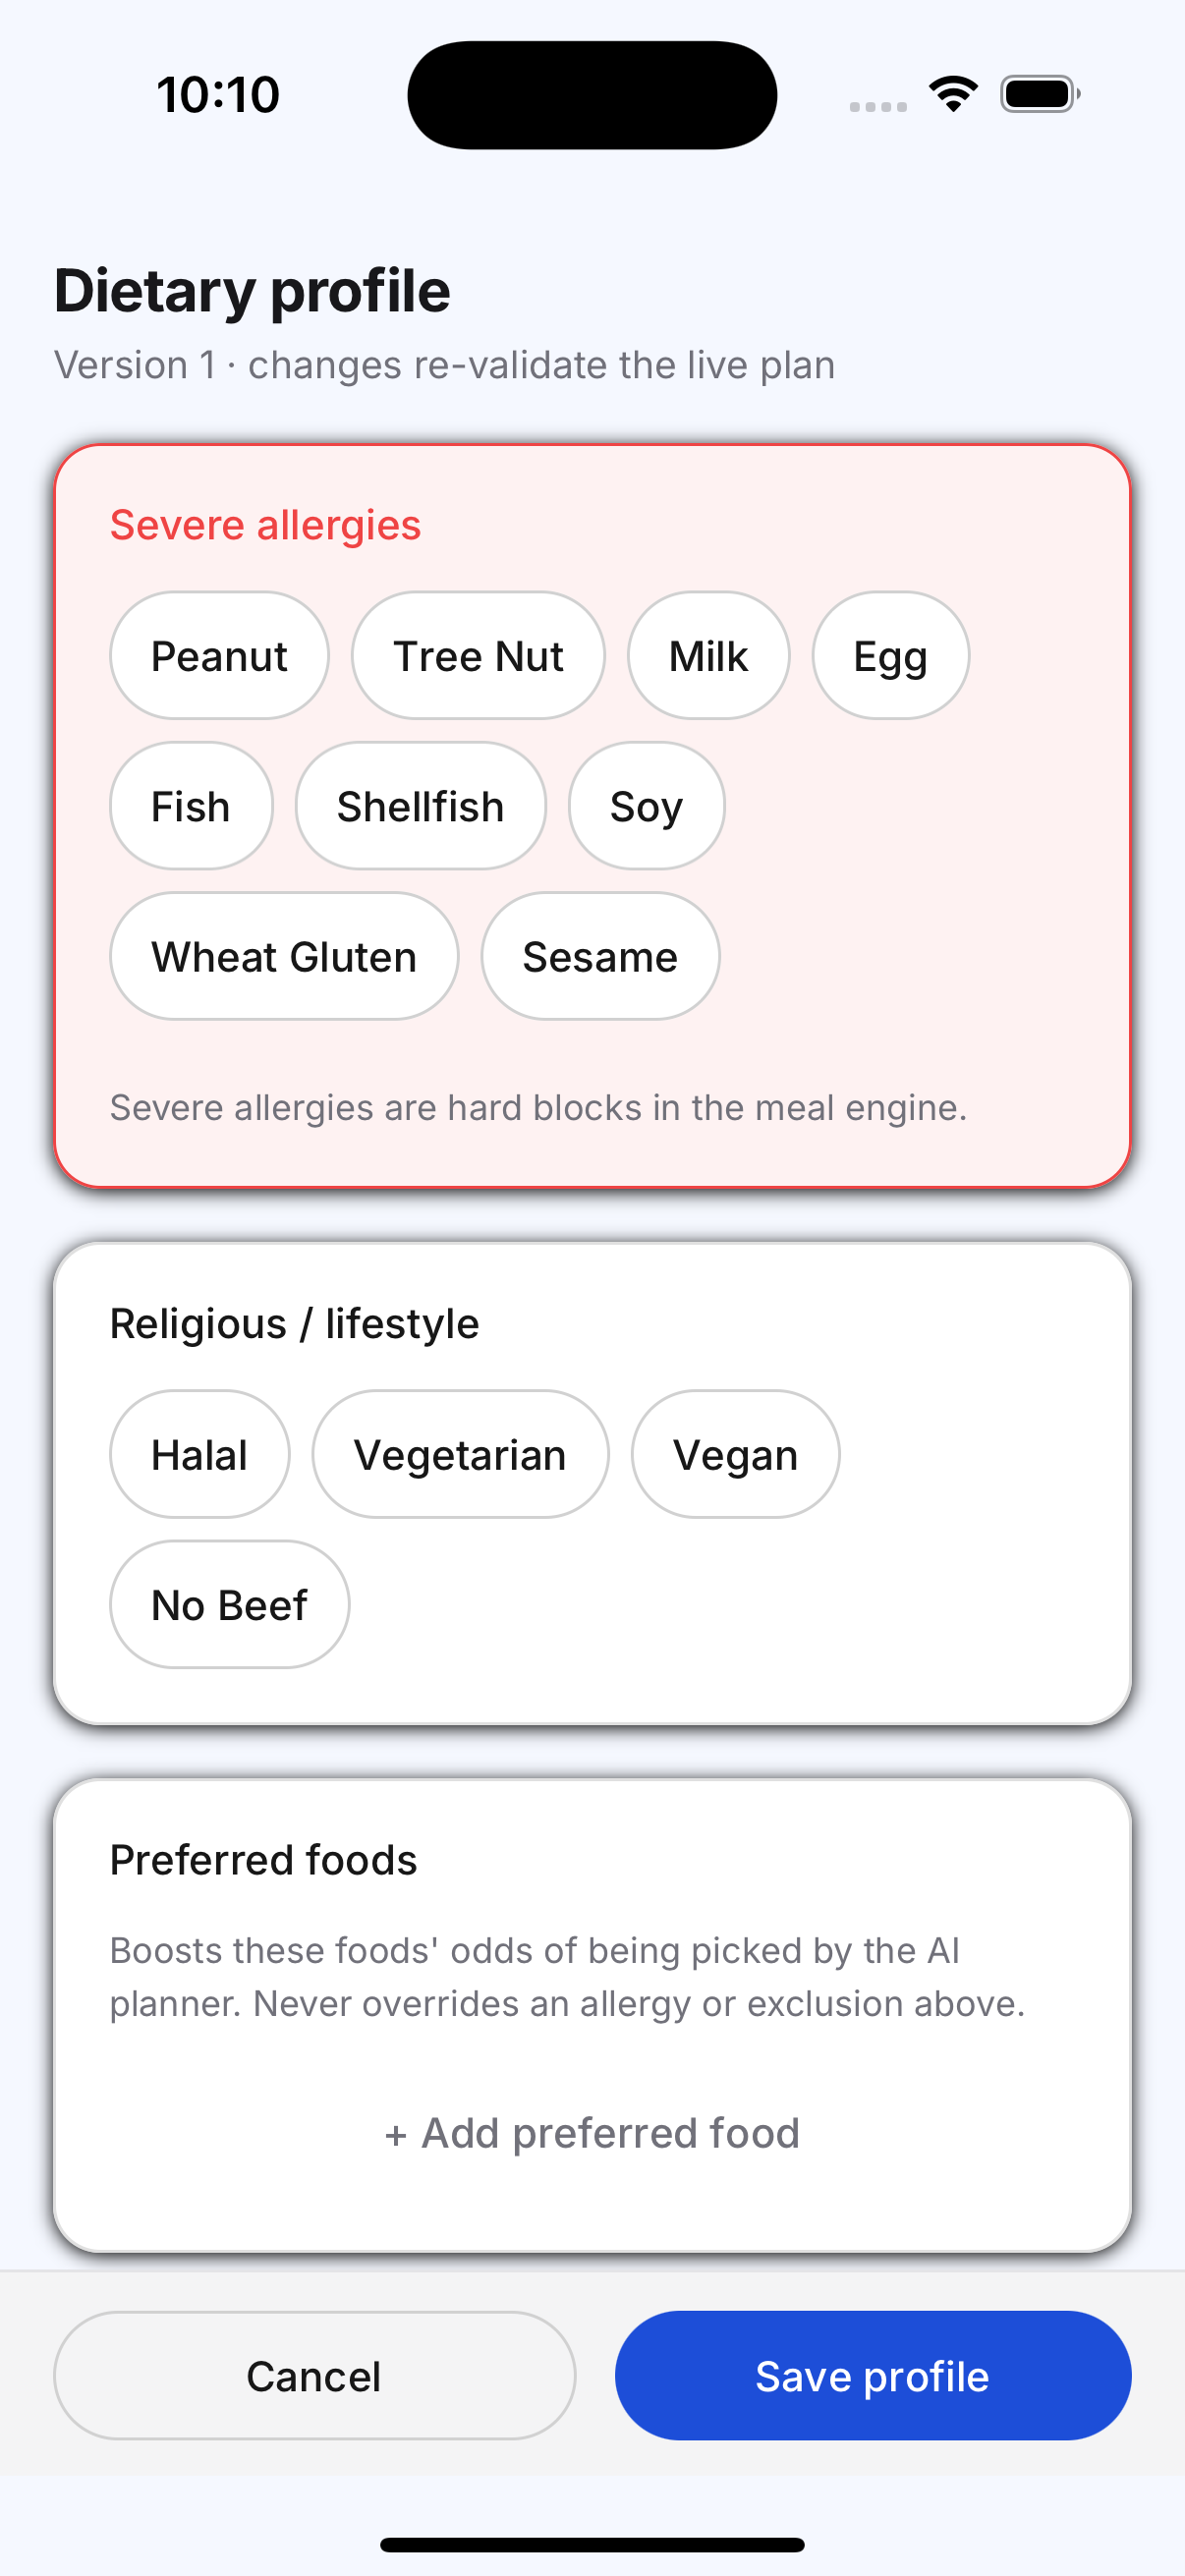 10:10
Dietary profile
Version 1 · changes re-validate the live plan
Severe allergies
Peanut Tree Nut Milk Egg
Fish Shellfish Soy
Wheat Gluten Sesame
Severe allergies are hard blocks in the meal engine.
Religious / lifestyle
Halal Vegetarian Vegan
No Beef
Preferred foods
Boosts these foods' odds of being picked by the AI
planner. Never overrides an allergy or exclusion above.
+ Add preferred food
Cancel Save profile